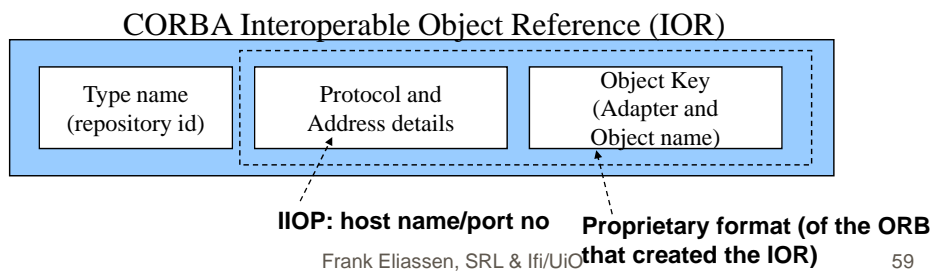 CORBA Interoperable Object Reference (IOR)
Type name
(repository id)
Protocol and
Address details
Object Key
(Adapter and
Object name)
IIOP: host name/port no
Proprietary format (of the ORB
that created the IOR)
Frank Eliassen, SRL & Ifi/UiO
59